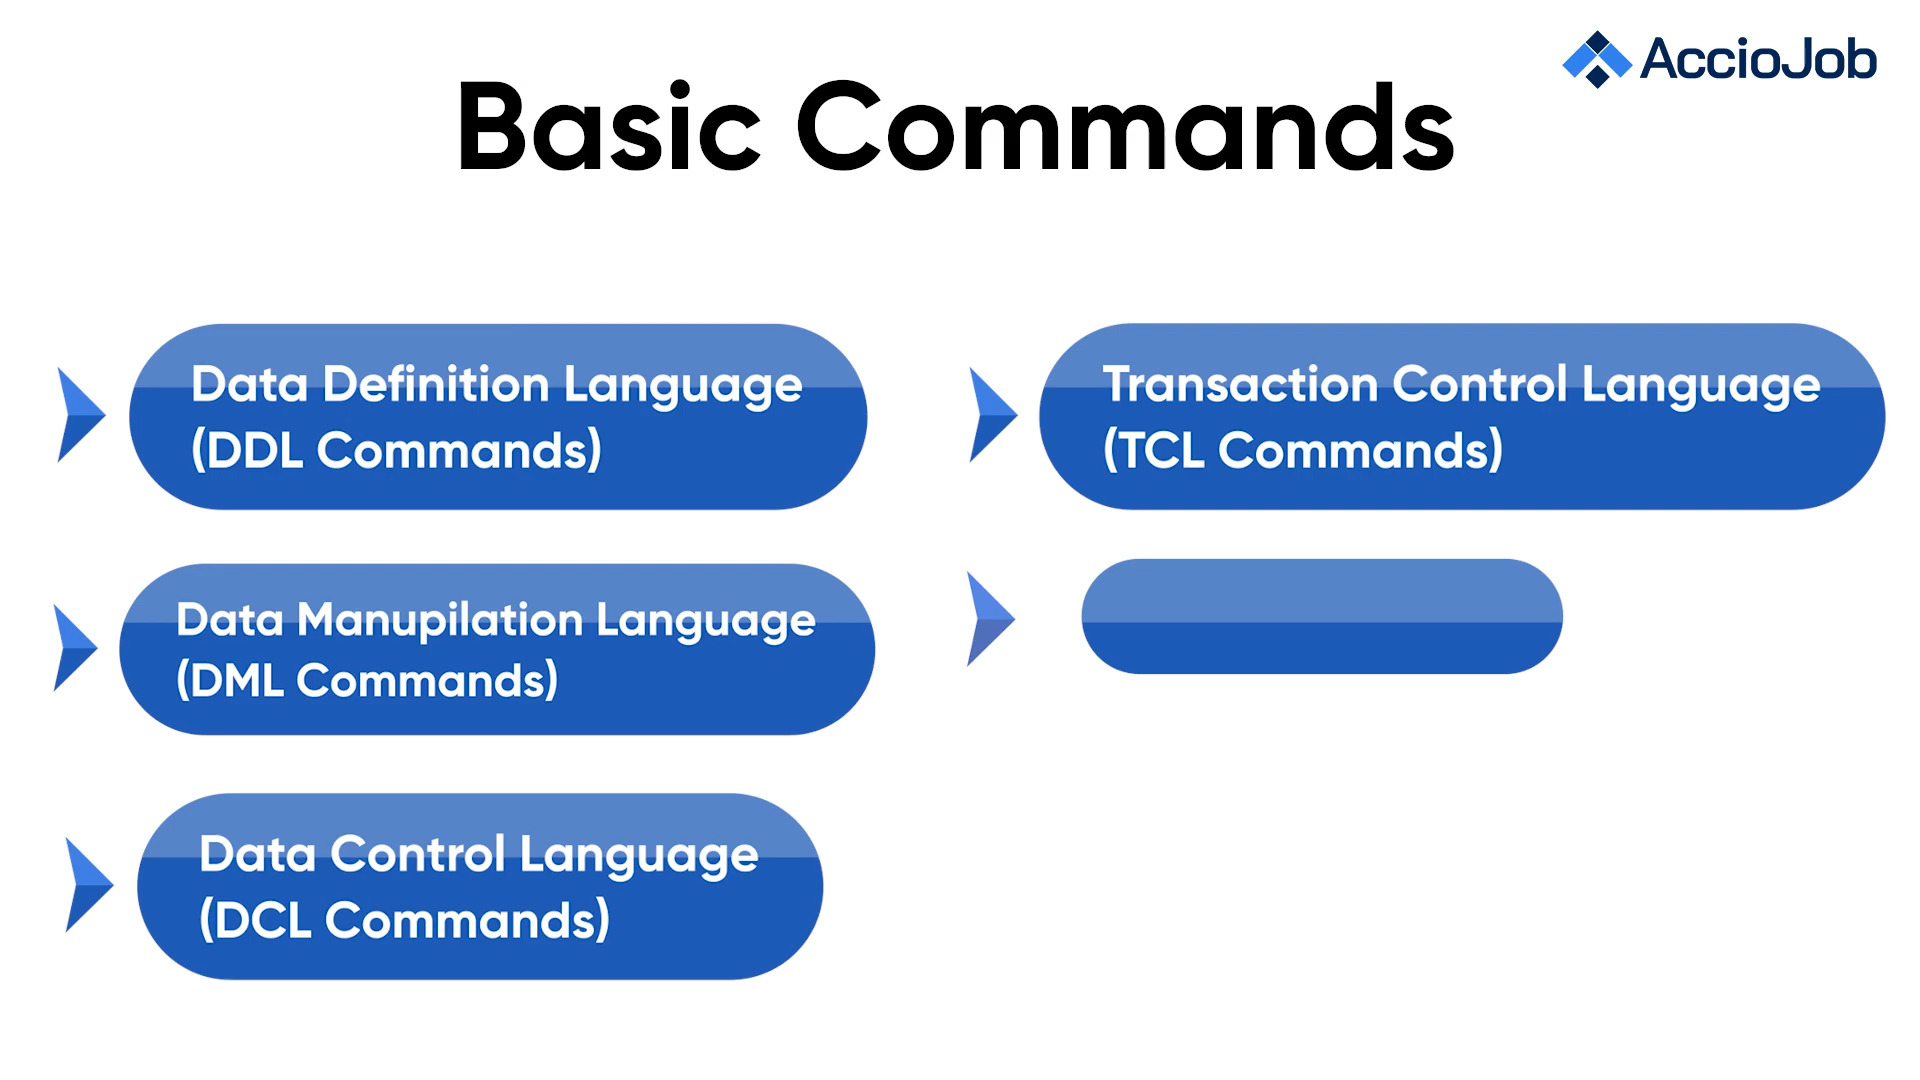 AccioJob
Basic Commands
Data Definition Language
(DDL Commands)
Data Manupilation Language
(DML Commands)
Data Control Language
(DCL Commands)
Transaction Control Language
(TCL Commands)